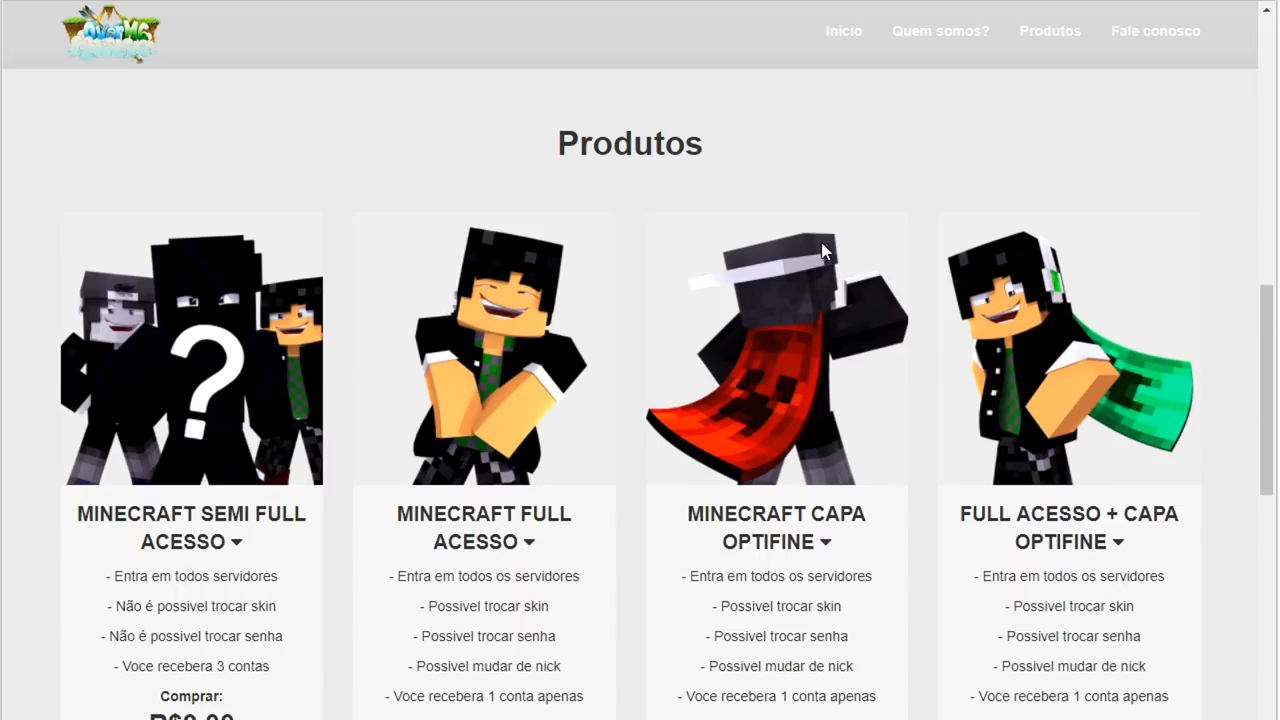 OverMC
Inicio
Quem somos?
Produtos
Fale conosco
Produtos
?
MINECRAFT SEMI FULL
ACESSO
- Entra em todos servidores
- Não é possivel trocar skin
- Não é possivel trocar senha
- Voce recebera 3 contas
Comprar:
MINECRAFT FULL
ACESSO
- Entra em todos os servidores
- Possivel trocar skin
- Possivel trocar senha
- Possivel mudar de nick
- Voce recebera 1 conta apenas
MINECRAFT CAPA
OPTIFINE
- Entra em todos os servidores
- Possivel trocar skin
- Possivel trocar senha
- Possivel mudar de nick
- Voce recebera 1 conta apenas
FULL ACESSO + CAPA
OPTIFINE
- Entra em todos os servidores
- Possivel trocar skin
- Possivel trocar senha
- Possivel mudar de nick
- Voce recebera 1 conta apenas